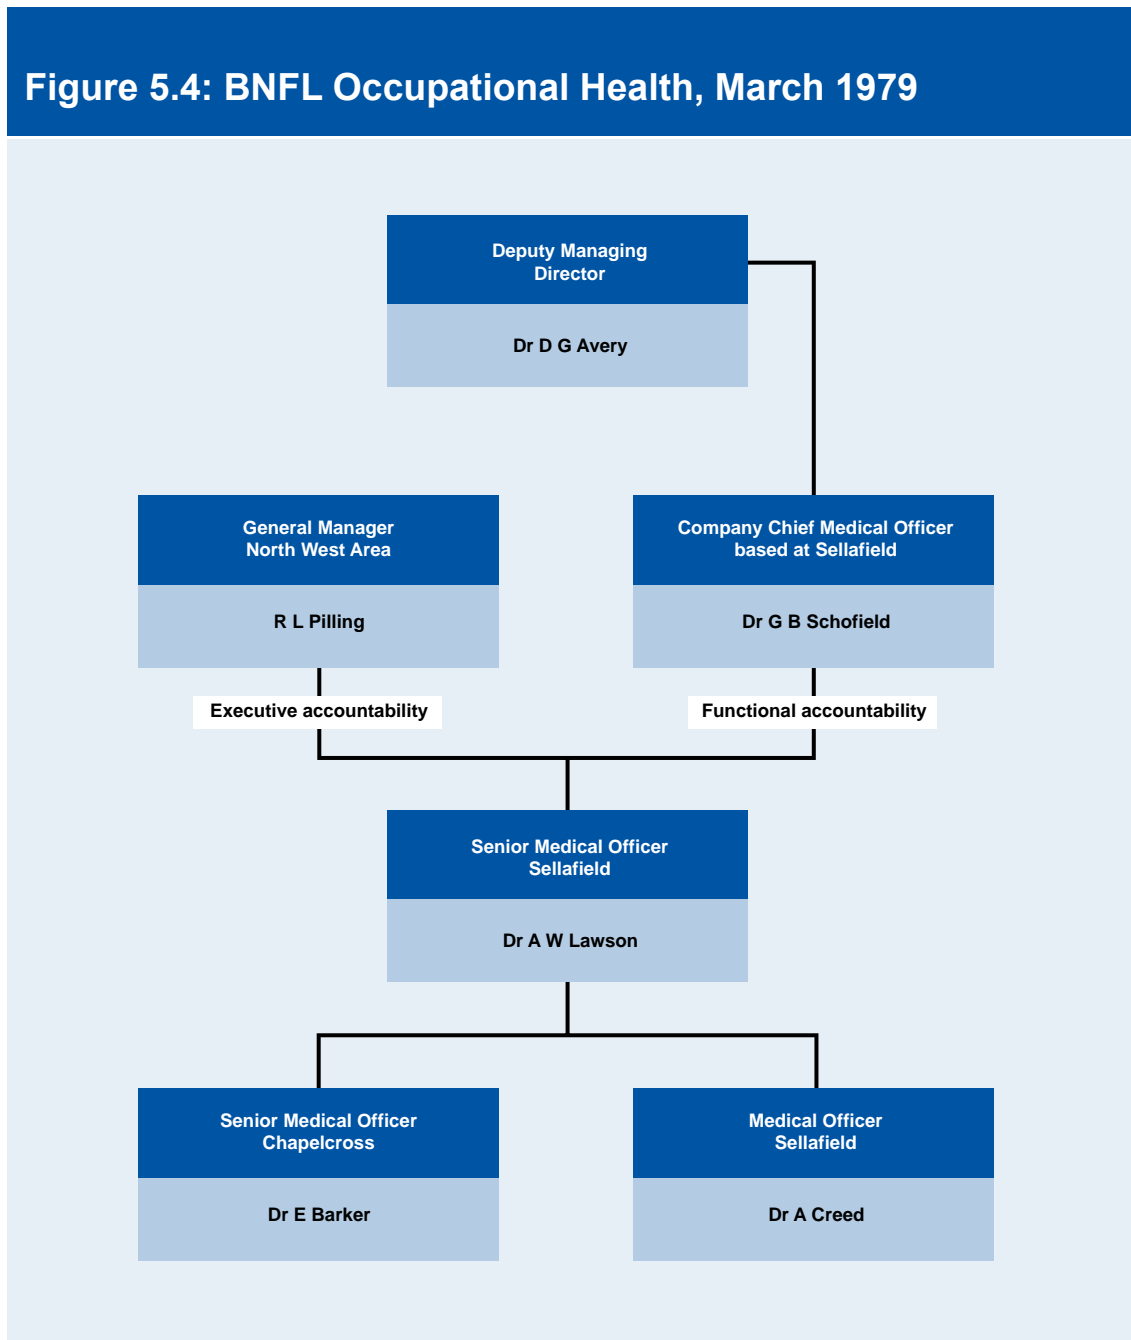 Figure 5.4: BNFL Occupational Health, March 1979
Deputy Managing
Director
Dr D G Avery
General Manager
North West Area
R L Pilling
Company Chief Medical Officer
based at Sellafield
Dr G B Schofield
Executive accountability
Functional accountability
Senior Medical Officer
Sellafield
Dr A W Lawson
Senior Medical Officer
Chapelcross
Dr E Barker
Medical Officer
Sellafield
Dr A Creed